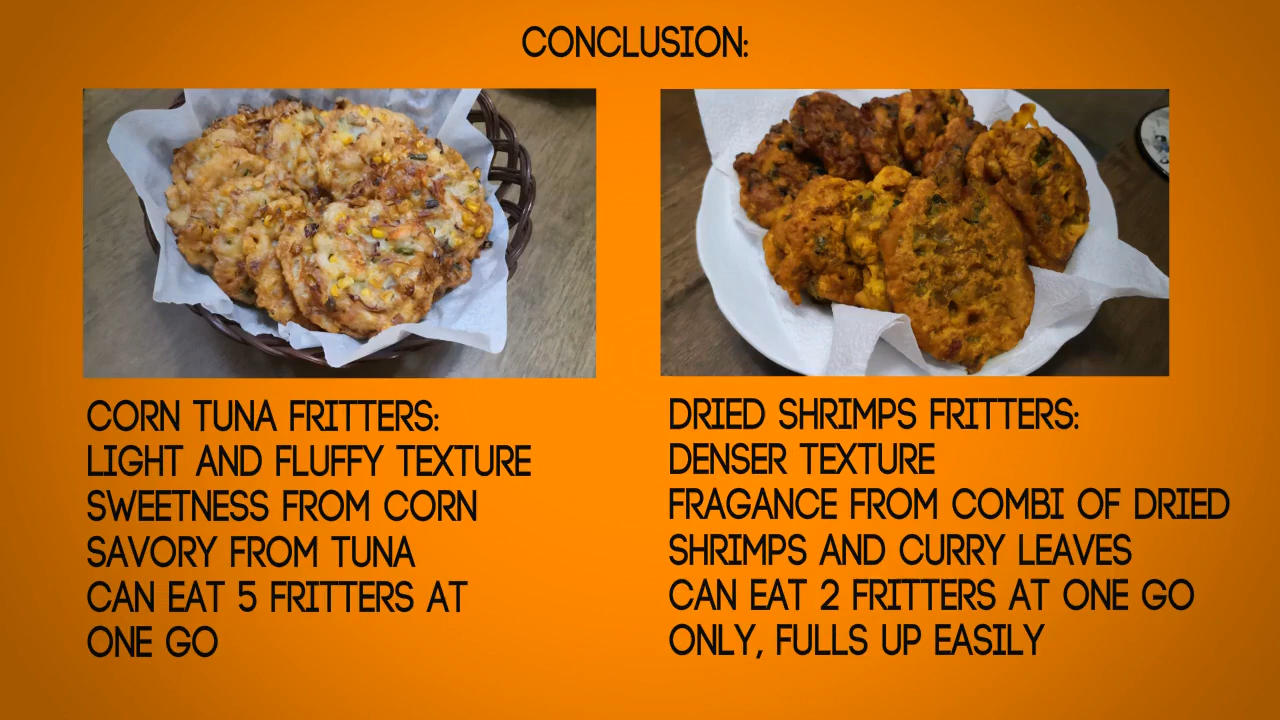 CONCLUSION:
CORN TUNA FRITTERS:
LIGHT AND FLUFFY TEXTURE
SWEETNESS FROM CORN
SAVORY FROM TUNA
CAN EAT 5 FRITTERS AT
ONE GO
DRIED SHRIMPS FRITTERS:
DENSER TEXTURE
FRAGANCE FROM COMBI OF DRIED
SHRIMPS AND CURRY LEAVES
CAN EAT 2 FRITTERS AT ONE GO
ONLY, FULLS UP EASILY